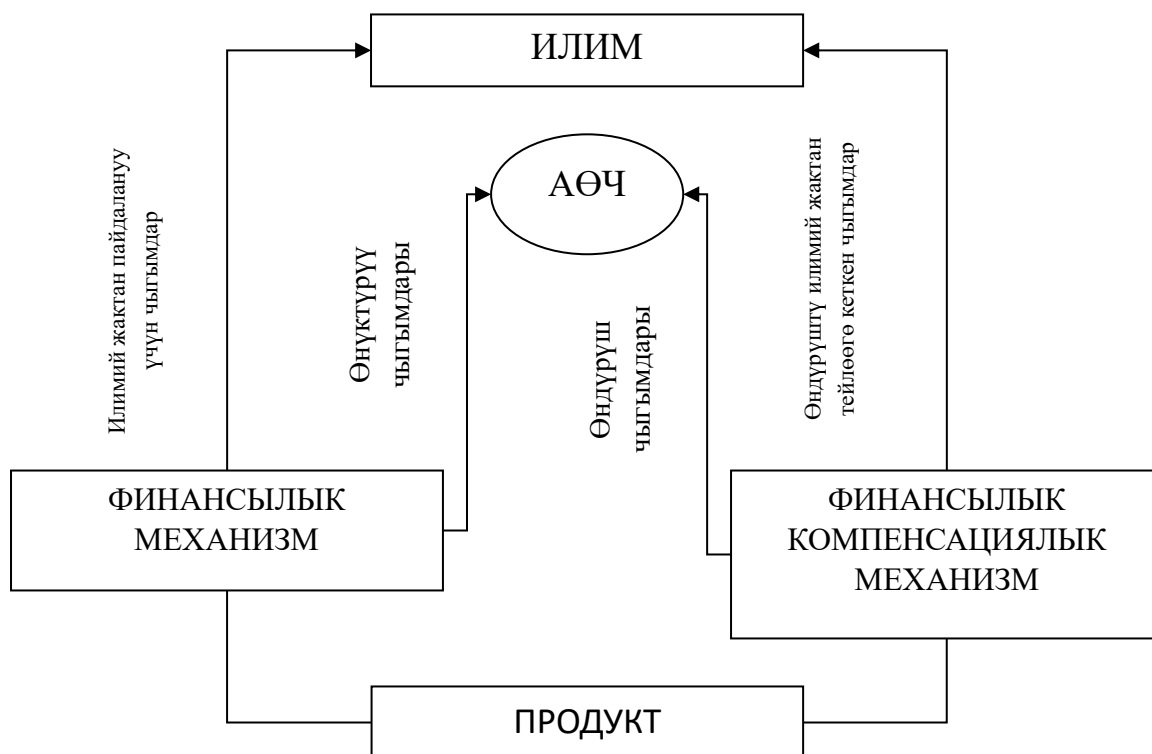 ИЛИМ
АӨЧ
Илимий жактан пайдалануу
үчүн чыгымдар
Өнүктүрүү
чыгымдары
Өндүрүш
чыгымдары
Өндүрүштү илимий жактан
тейлөөгө кеткен чыгымдар
ФИНАНСЫЛЫК
МЕХАНИЗМ
ФИНАНСЫЛЫК
КОМПЕНСАЦИЯЛЫК
МЕХАНИЗМ
ПРОДУКТ